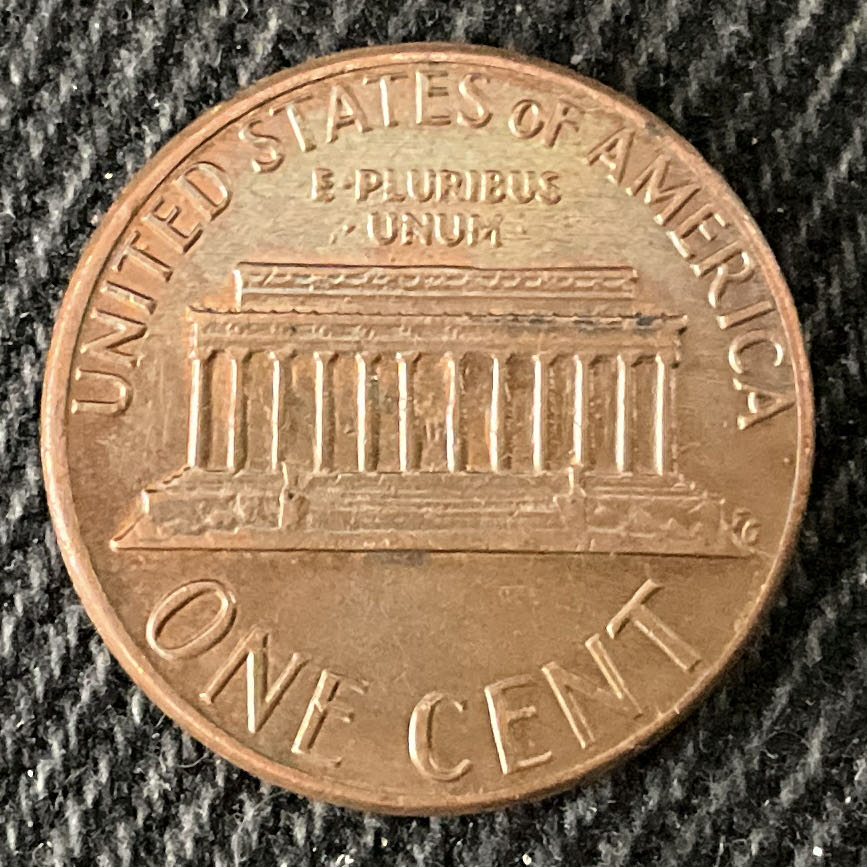 UNITED STATES OF AMERICA
E·PLURIBUS
·UNUM·
ONE CENT